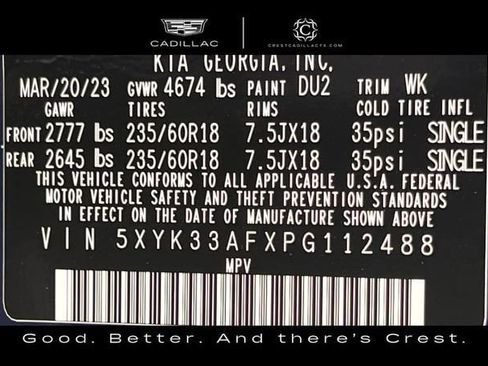 CADILLAC
CRESTCADILLACTX.COM
KIA GEORGIA, INC.
MAR/20/23 GVWR 4674 lbs PAINT DU2 TRIM WK
GAWR TIRES RIMS COLD TIRE INFL
FRONT 2777 lbs 235/60R18 7.5JX18 35psi SINGLE
REAR 2645 lbs 235/60R18 7.5JX18 35psi SINGLE
THIS VEHICLE CONFORMS TO ALL APPLICABLE U.S.A. FEDERAL
MOTOR VEHICLE SAFETY AND THEFT PREVENTION STANDARDS
IN EFFECT ON THE DATE OF MANUFACTURE SHOWN ABOVE
VIN 5XYK33AFXPG112488
MPV
Good. Better. And there's Crest.